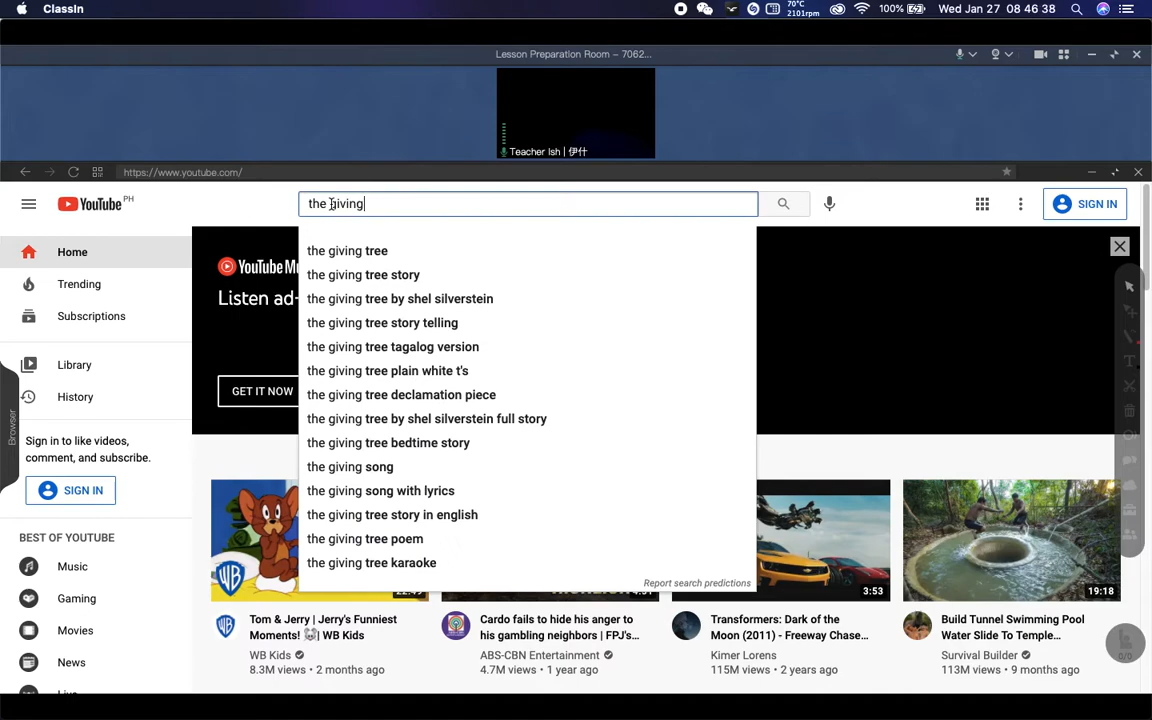 ClassIn
70°C
2101rpm
100%
Wed Jan 27 08 46 38
Lesson Preparation Room – 7062...
Teacher Ish | 伊什
https://www.youtube.com/
YouTube PH
the giving
SIGN IN
Home
Trending
Subscriptions
Library
History
Browser
Sign in to like videos,
comment, and subscribe.
SIGN IN
BEST OF YOUTUBE
Music
Gaming
Movies
News
Live
YouTube Mu
Listen ad-
GET IT NOW
the giving tree
the giving tree story
the giving tree by shel silverstein
the giving tree story telling
the giving tree tagalog version
the giving tree plain white t's
the giving tree declamation piece
the giving tree by shel silverstein full story
the giving tree bedtime story
the giving song
the giving song with lyrics
the giving tree story in english
the giving tree poem
the giving tree karaoke
Report search predictions
3:53
19:18
Tom & Jerry | Jerry's Funniest
Moments! | WB Kids
WB Kids
8.3M views • 2 months ago
Cardo fails to hide his anger to
his gambling neighbors | FPJ's...
ABS-CBN Entertainment
4.7M views • 1 year ago
Transformers: Dark of the
Moon (2011) - Freeway Chase...
Kimer Lorens
115M views • 2 years ago
Build Tunnel Swimming Pool
Water Slide To Temple...
Survival Builder
113M views • 9 months ago
0/0